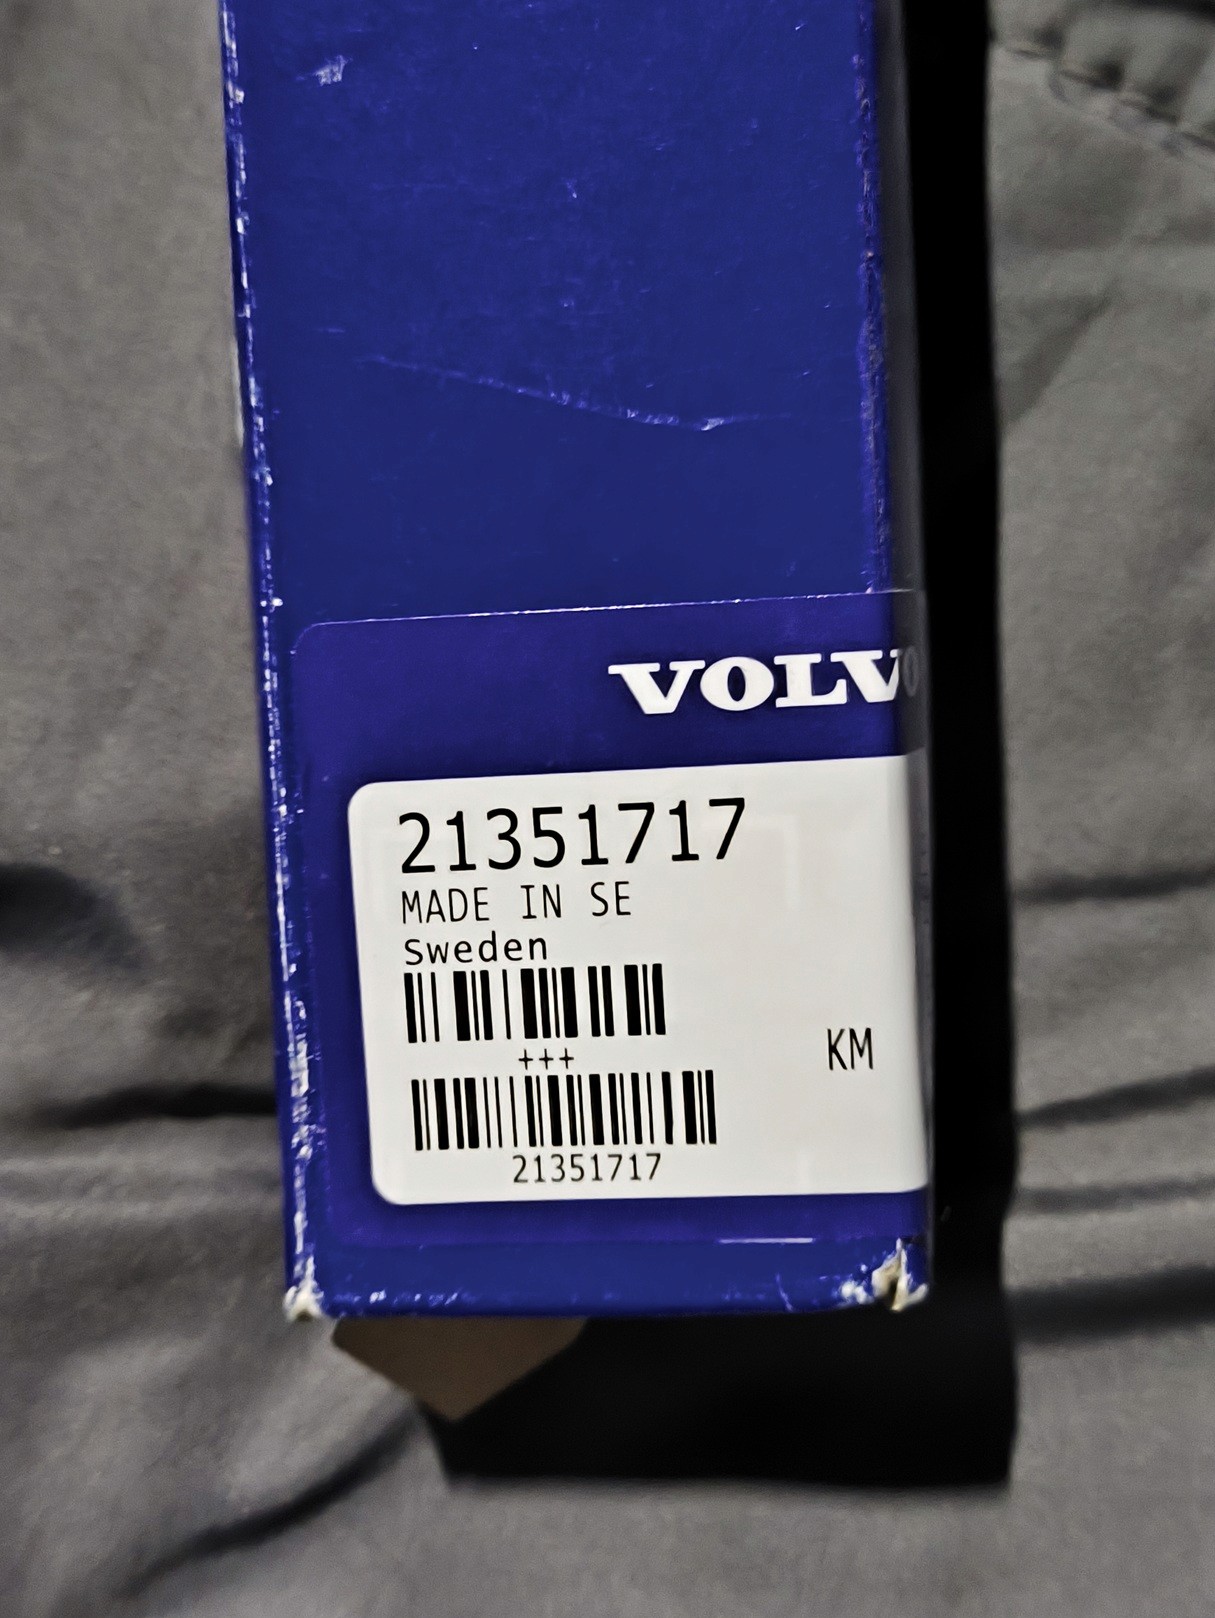 VOLVO
21351717
MADE IN SE
Sweden
+++
KM
21351717